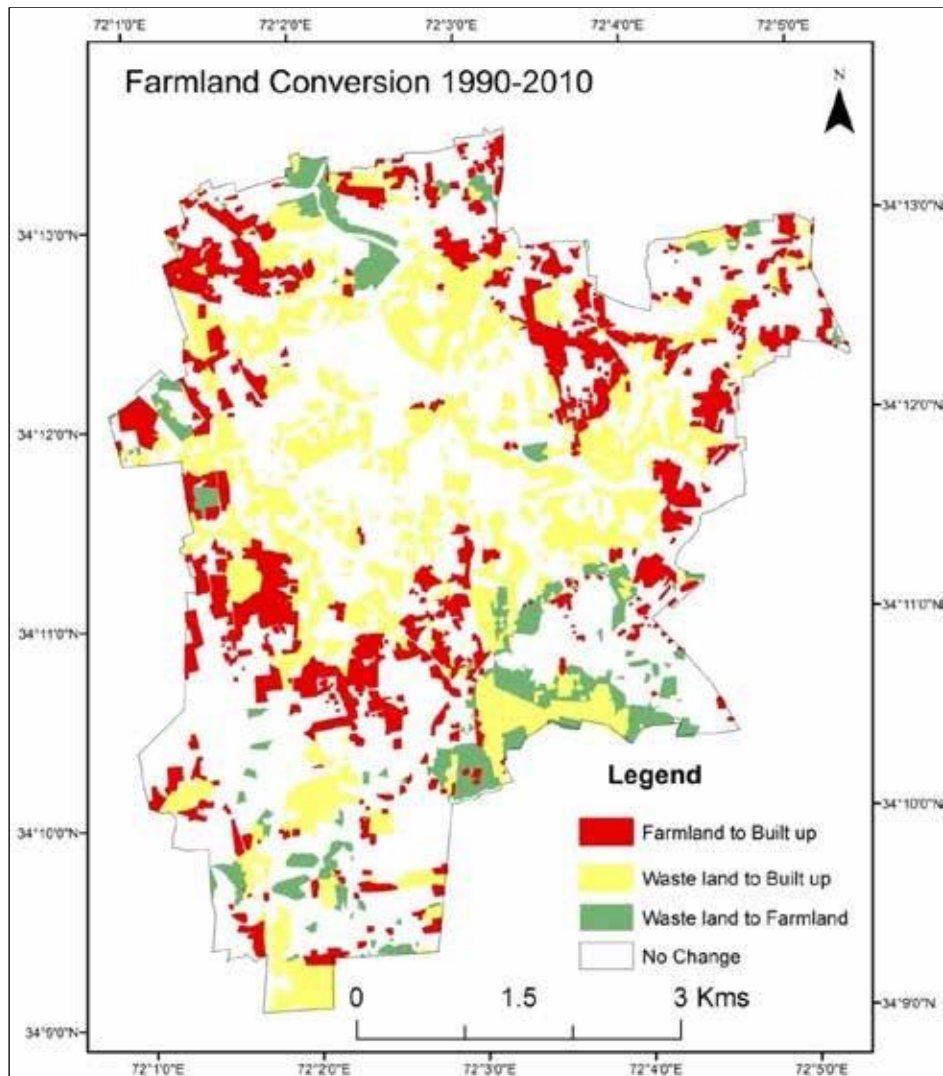 72°1'0"E 72°2'0"E 72°3'0"E 72°4'0"E 72°5'0"E
Farmland Conversion 1990-2010
N
34°13'0"N
34°13'0"N
34°12'0"N
34°12'0"N
34°11'0"N
34°11'0"N
Legend
34°10'0"N
Farmland to Built up
34°10'0"N
Waste land to Built up
Waste land to Farmland
No Change
0 1.5 3 Kms
34°9'0"N
34°9'0"N
72°1'0"E 72°2'0"E 72°3'0"E 72°4'0"E 72°5'0"E